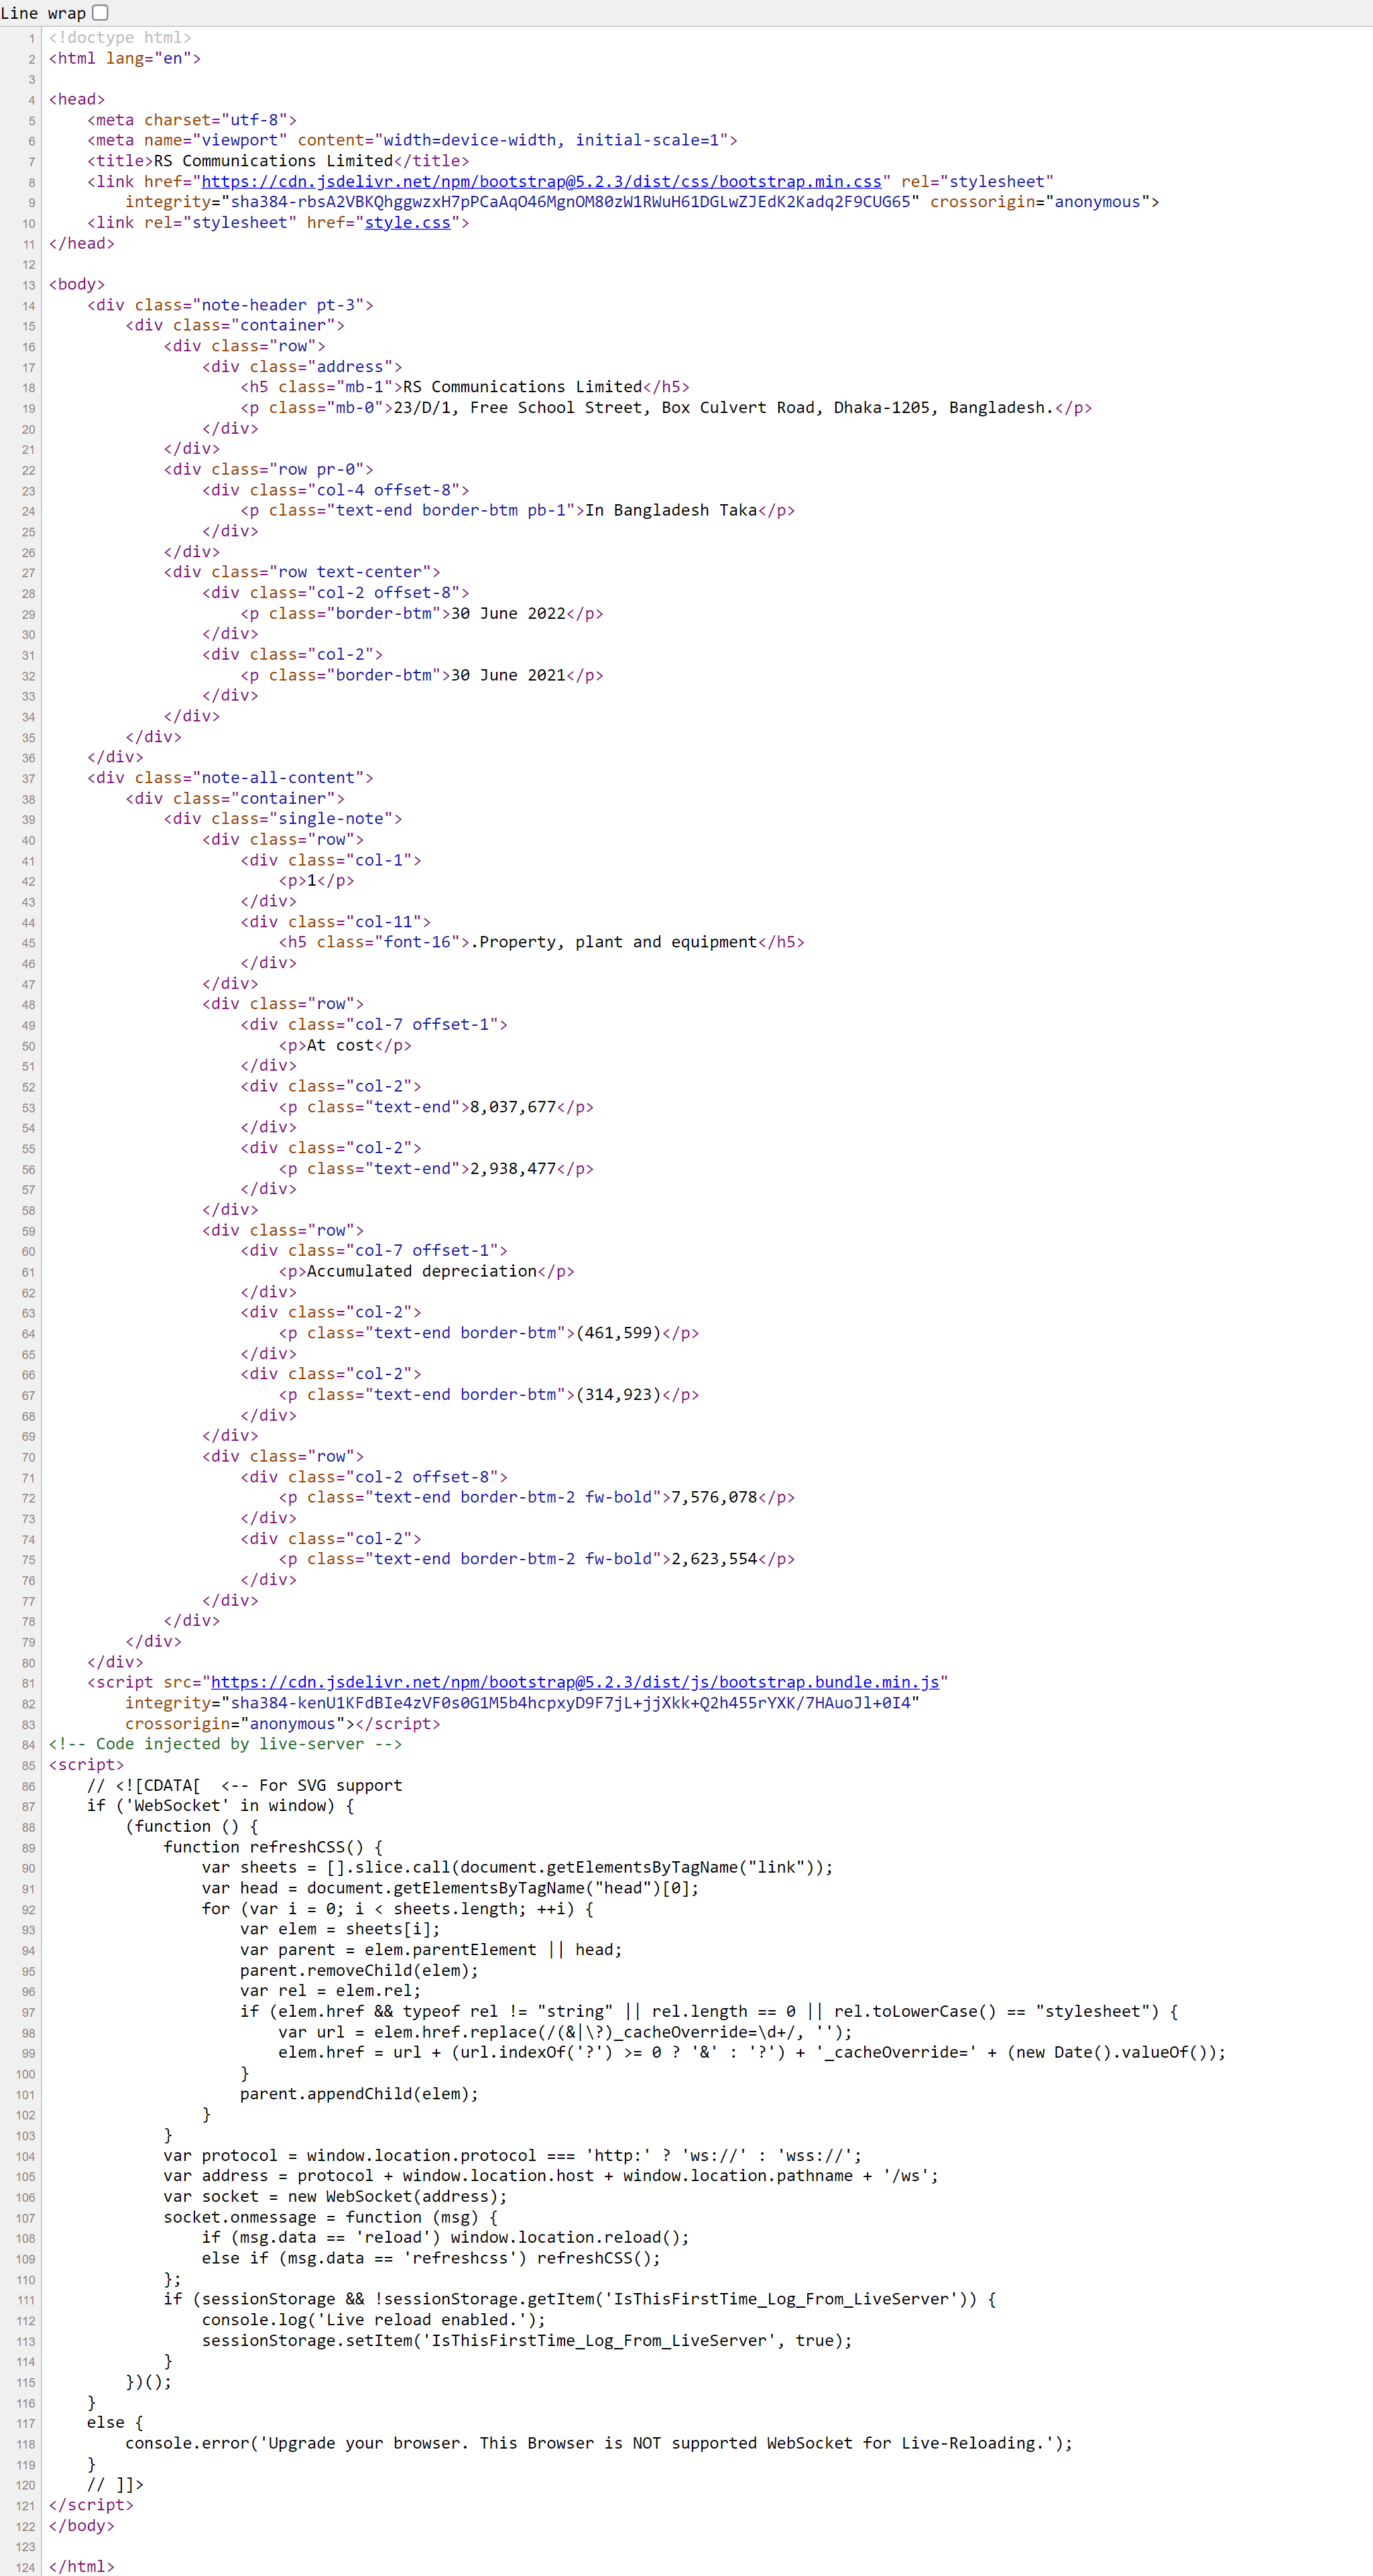 Line wrap
1 <!doctype html>
2 <html lang="en">
3
4 <head>
5     <meta charset="utf-8">
6     <meta name="viewport" content="width=device-width, initial-scale=1">
7     <title>RS Communications Limited</title>
8     <link href="https://cdn.jsdelivr.net/npm/bootstrap@5.2.3/dist/css/bootstrap.min.css" rel="stylesheet"
9         integrity="sha384-rbsA2VBKQhggwzxH7pPCaAqO46MgnOM80zW1RWuH61DGLwZJEdK2Kadq2F9CUG65" crossorigin="anonymous">
10     <link rel="stylesheet" href="style.css">
11 </head>
12
13 <body>
14     <div class="note-header pt-3">
15         <div class="container">
16             <div class="row">
17                 <div class="address">
18                     <h5 class="mb-1">RS Communications Limited</h5>
19                     <p class="mb-0">23/D/1, Free School Street, Box Culvert Road, Dhaka-1205, Bangladesh.</p>
20                 </div>
21             </div>
22             <div class="row pr-0">
23                 <div class="col-4 offset-8">
24                     <p class="text-end border-btm pb-1">In Bangladesh Taka</p>
25                 </div>
26             </div>
27             <div class="row text-center">
28                 <div class="col-2 offset-8">
29                     <p class="border-btm">30 June 2022</p>
30                 </div>
31                 <div class="col-2">
32                     <p class="border-btm">30 June 2021</p>
33                 </div>
34             </div>
35         </div>
36     </div>
37     <div class="note-all-content">
38         <div class="container">
39             <div class="single-note">
40                 <div class="row">
41                     <div class="col-1">
42                         <p>1</p>
43                     </div>
44                     <div class="col-11">
45                         <h5 class="font-16">.Property, plant and equipment</h5>
46                     </div>
47                 </div>
48                 <div class="row">
49                     <div class="col-7 offset-1">
50                         <p>At cost</p>
51                     </div>
52                     <div class="col-2">
53                         <p class="text-end">8,037,677</p>
54                     </div>
55                     <div class="col-2">
56                         <p class="text-end">2,938,477</p>
57                     </div>
58                 </div>
59                 <div class="row">
60                     <div class="col-7 offset-1">
61                         <p>Accumulated depreciation</p>
62                     </div>
63                     <div class="col-2">
64                         <p class="text-end border-btm">(461,599)</p>
65                     </div>
66                     <div class="col-2">
67                         <p class="text-end border-btm">(314,923)</p>
68                     </div>
69                 </div>
70                 <div class="row">
71                     <div class="col-2 offset-8">
72                         <p class="text-end border-btm-2 fw-bold">7,576,078</p>
73                     </div>
74                     <div class="col-2">
75                         <p class="text-end border-btm-2 fw-bold">2,623,554</p>
76                     </div>
77                 </div>
78             </div>
79         </div>
80     </div>
81     <script src="https://cdn.jsdelivr.net/npm/bootstrap@5.2.3/dist/js/bootstrap.bundle.min.js"
82         integrity="sha384-kenU1KFdBIe4zVF0s0G1M5b4hcpxyD9F7jL+jjXkk+Q2h455rYXK/7HAuoJl+0I4"
83         crossorigin="anonymous"></script>
84 <!-- Code injected by live-server -->
85 <script>
86     // <![CDATA[  <-- For SVG support
87     if ('WebSocket' in window) {
88         (function () {
89             function refreshCSS() {
90                 var sheets = [].slice.call(document.getElementsByTagName("link"));
91                 var head = document.getElementsByTagName("head")[0];
92                 for (var i = 0; i < sheets.length; ++i) {
93                     var elem = sheets[i];
94                     var parent = elem.parentElement || head;
95                     parent.removeChild(elem);
96                     var rel = elem.rel;
97                     if (elem.href && typeof rel != "string" || rel.length == 0 || rel.toLowerCase() == "stylesheet") {
98                         var url = elem.href.replace(/(&|\?)_cacheOverride=\d+/, '');
99                         elem.href = url + (url.indexOf('?') >= 0 ? '&' : '?') + '_cacheOverride=' + (new Date().valueOf());
100                     }
101                     parent.appendChild(elem);
102                 }
103             }
104             var protocol = window.location.protocol === 'http:' ? 'ws://' : 'wss://';
105             var address = protocol + window.location.host + window.location.pathname + '/ws';
106             var socket = new WebSocket(address);
107             socket.onmessage = function (msg) {
108                 if (msg.data == 'reload') window.location.reload();
109                 else if (msg.data == 'refreshcss') refreshCSS();
110             };
111             if (sessionStorage && !sessionStorage.getItem('IsThisFirstTime_Log_From_LiveServer')) {
112                 console.log('Live reload enabled.');
113                 sessionStorage.setItem('IsThisFirstTime_Log_From_LiveServer', true);
114             }
115         })();
116     }
117     else {
118         console.error('Upgrade your browser. This Browser is NOT supported WebSocket for Live-Reloading.');
119     }
120     // ]]>
121 </script>
122 </body>
123
124 </html>